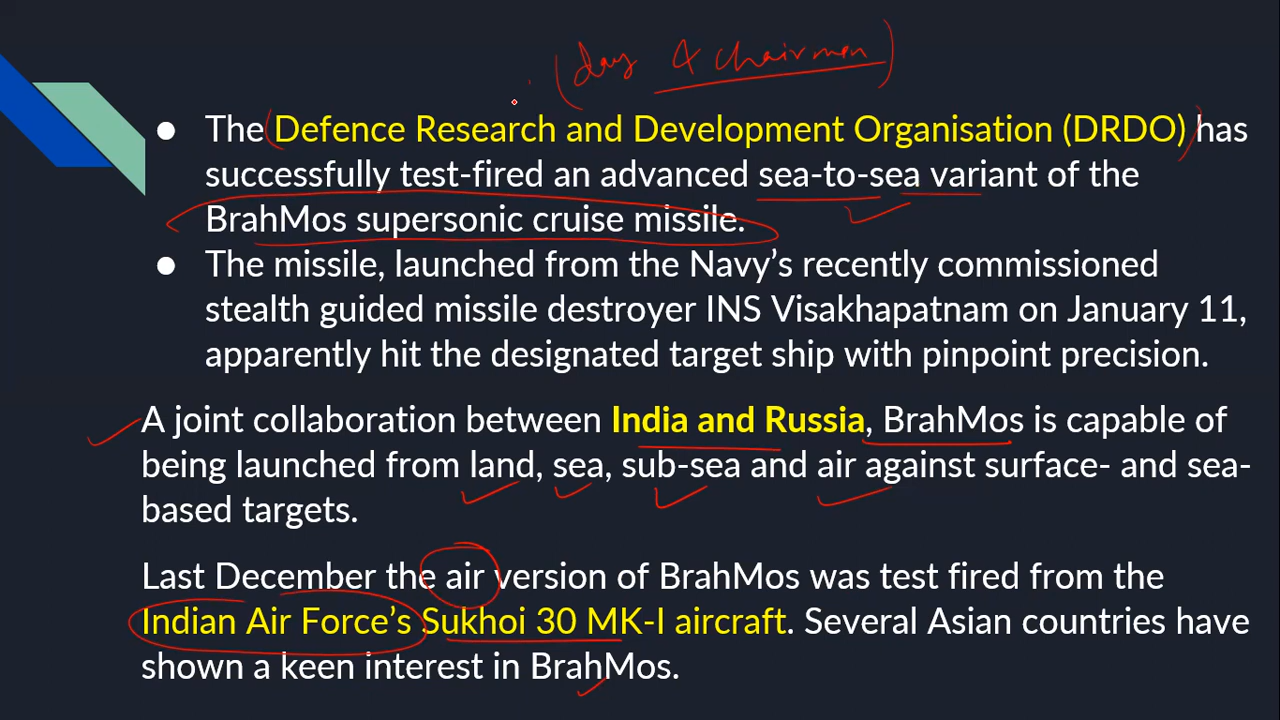 (day & chairman)
● The Defence Research and Development Organisation (DRDO) has
successfully test-fired an advanced sea-to-sea variant of the
BrahMos supersonic cruise missile.
● The missile, launched from the Navy’s recently commissioned
stealth guided missile destroyer INS Visakhapatnam on January 11,
apparently hit the designated target ship with pinpoint precision.
A joint collaboration between India and Russia, BrahMos is capable of
being launched from land, sea, sub-sea and air against surface- and sea-
based targets.
Last December the air version of BrahMos was test fired from the
Indian Air Force’s Sukhoi 30 MK-I aircraft. Several Asian countries have
shown a keen interest in BrahMos.